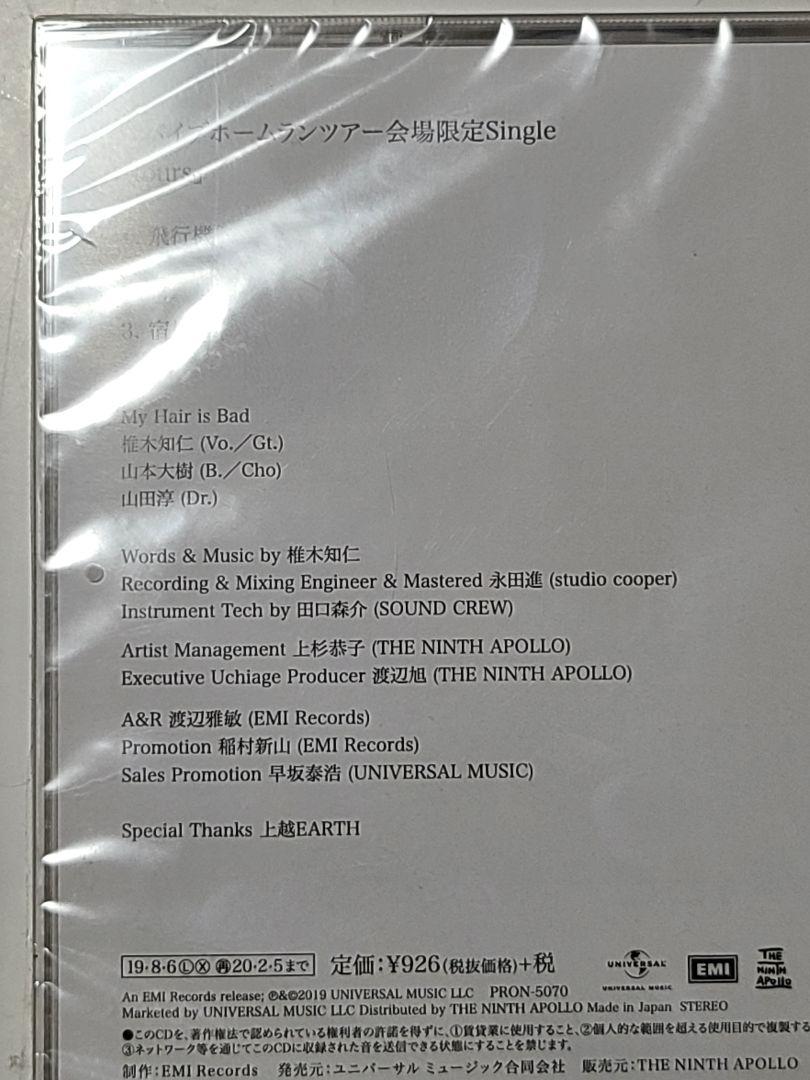 イブホームランツアー会場限定Single
ours』
飛行機
3. 宿
My Hair is Bad
椎木知仁 (Vo.／Gt.)
山本大樹 (B.／Cho)
山田淳 (Dr.)
Words & Music by 椎木知仁
Recording & Mixing Engineer & Mastered 永田進 (studio cooper)
Instrument Tech by 田口森介 (SOUND CREW)
Artist Management 上杉恭子 (THE NINTH APOLLO)
Executive Uchiage Producer 渡辺旭 (THE NINTH APOLLO)
A&R 渡辺雅敏 (EMI Records)
Promotion 稲村新山 (EMI Records)
Sales Promotion 早坂泰浩 (UNIVERSAL MUSIC)
Special Thanks 上越EARTH
19・8・6ⓁⓍ ㊢20・2・5まで 定価：¥926(税抜価格)＋税
UNIVERSAL
UNIVERSAL MUSIC
EMI
THE NINTH APOLLO
An EMI Records release; ℗&©2019 UNIVERSAL MUSIC LLC PRON-5070
Marketed by UNIVERSAL MUSIC LLC Distributed by THE NINTH APOLLO Made in Japan STEREO
●このCDを、著作権法で認められている権利者の許諾を得ずに、①賃貸業に使用すること、②個人的な範囲を超える使用目的で複製する
③ネットワーク等を通じてこのCDに収録された音を送信できる状態にすることを禁じます。
制作：EMI Records 発売元：ユニバーサル ミュージック合同会社 販売元：THE NINTH APOLLO